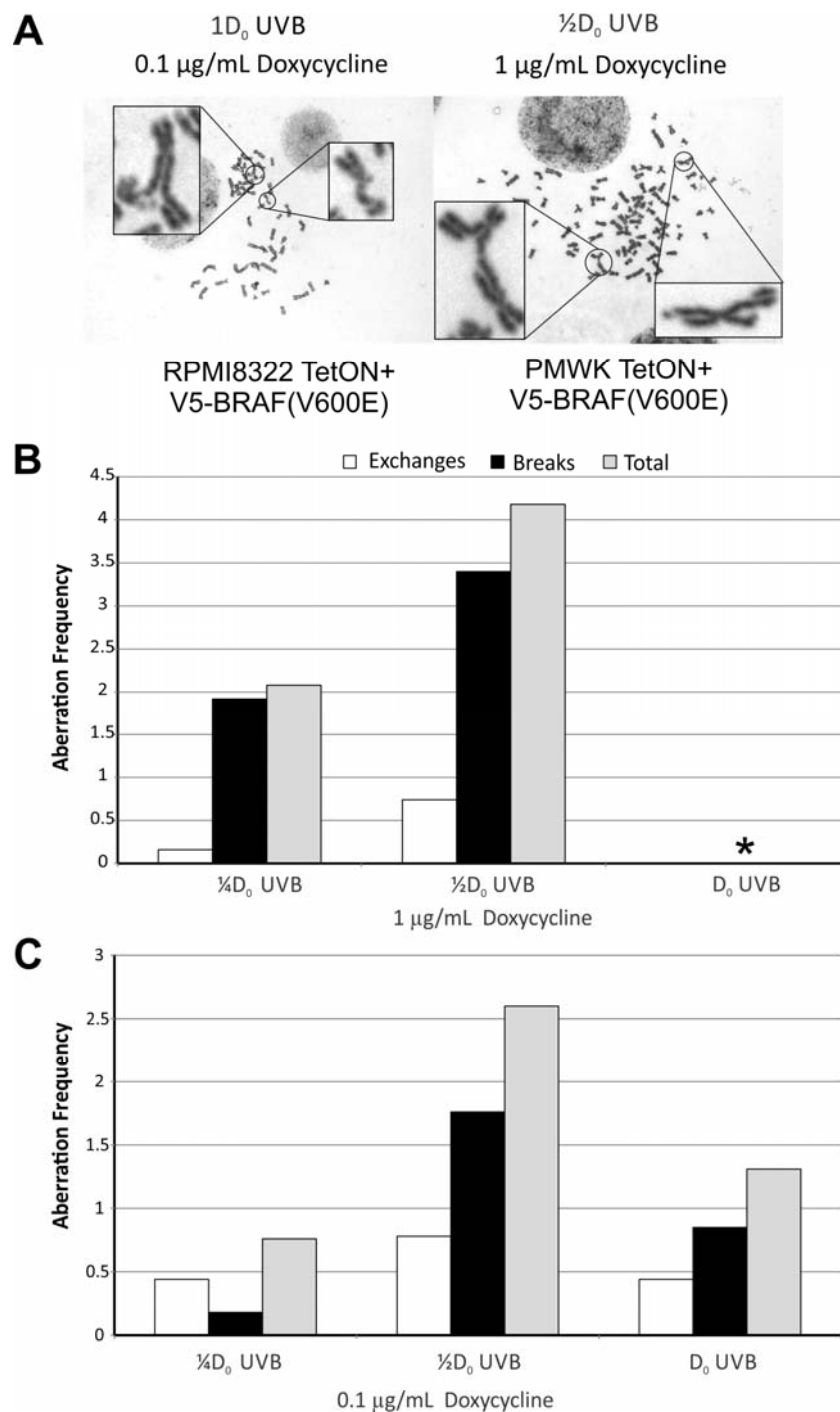 A
1D₀ UVB
0.1 µg/mL Doxycycline
½D₀ UVB
1 µg/mL Doxycycline
RPMI8322 TetON+
V5-BRAF(V600E)
PMWK TetON+
V5-BRAF(V600E)
B
Exchanges Breaks Total
Aberration Frequency
4.5
4
3.5
3
2.5
2
1.5
1
0.5
0
*
¼D₀ UVB ½D₀ UVB D₀ UVB
1 µg/mL Doxycycline
C
Aberration Frequency
3
2.5
2
1.5
1
0.5
0
¼D₀ UVB ½D₀ UVB D₀ UVB
0.1 µg/mL Doxycycline